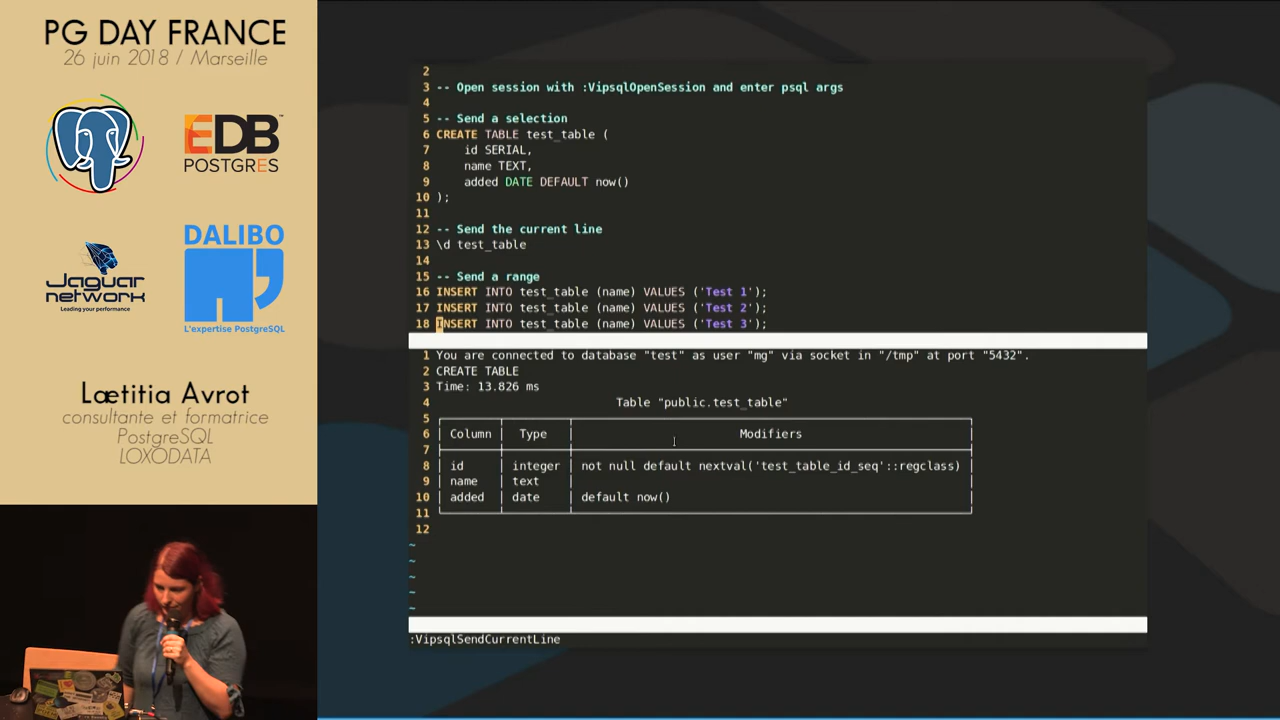 PG DAY FRANCE
26 juin 2018 / Marseille
EDB
POSTGRES
Jaguar
network
Leading your performance
DALIBO
L'expertise PostgreSQL
Lætitia Avrot
consultante et formatrice
PostgreSQL
LOXODATA
2
3 -- Open session with :VipsqlOpenSession and enter psql args
4
5 -- Send a selection
6 CREATE TABLE test_table (
7 id SERIAL,
8 name TEXT,
9 added DATE DEFAULT now()
10 );
11
12 -- Send the current line
13 \d test_table
14
15 -- Send a range
16 INSERT INTO test_table (name) VALUES ('Test 1');
17 INSERT INTO test_table (name) VALUES ('Test 2');
18 INSERT INTO test_table (name) VALUES ('Test 3');
1 You are connected to database "test" as user "mg" via socket in "/tmp" at port "5432".
2 CREATE TABLE
3 Time: 13.826 ms
4 Table "public.test_table"
5
6 Column Type Modifiers
7
8 id integer not null default nextval('test_table_id_seq'::regclass)
9 name text
10 added date default now()
11
12
~
~
~
~
~
:VipsqlSendCurrentLine